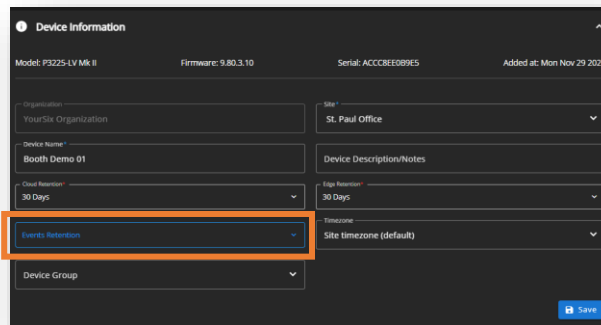 Device Information
Model: P3225-LV Mk II Firmware: 9.80.3.10 Serial: ACCC8EE0B9E5 Added at: Mon Nov 29 202
Organization Site*
YourSix Organization St. Paul Office
Device Name*
Booth Demo 01 Device Description/Notes
Cloud Retention* Edge Retention*
30 Days 30 Days
Timezone
Events Retention Site timezone (default)
Device Group
Save